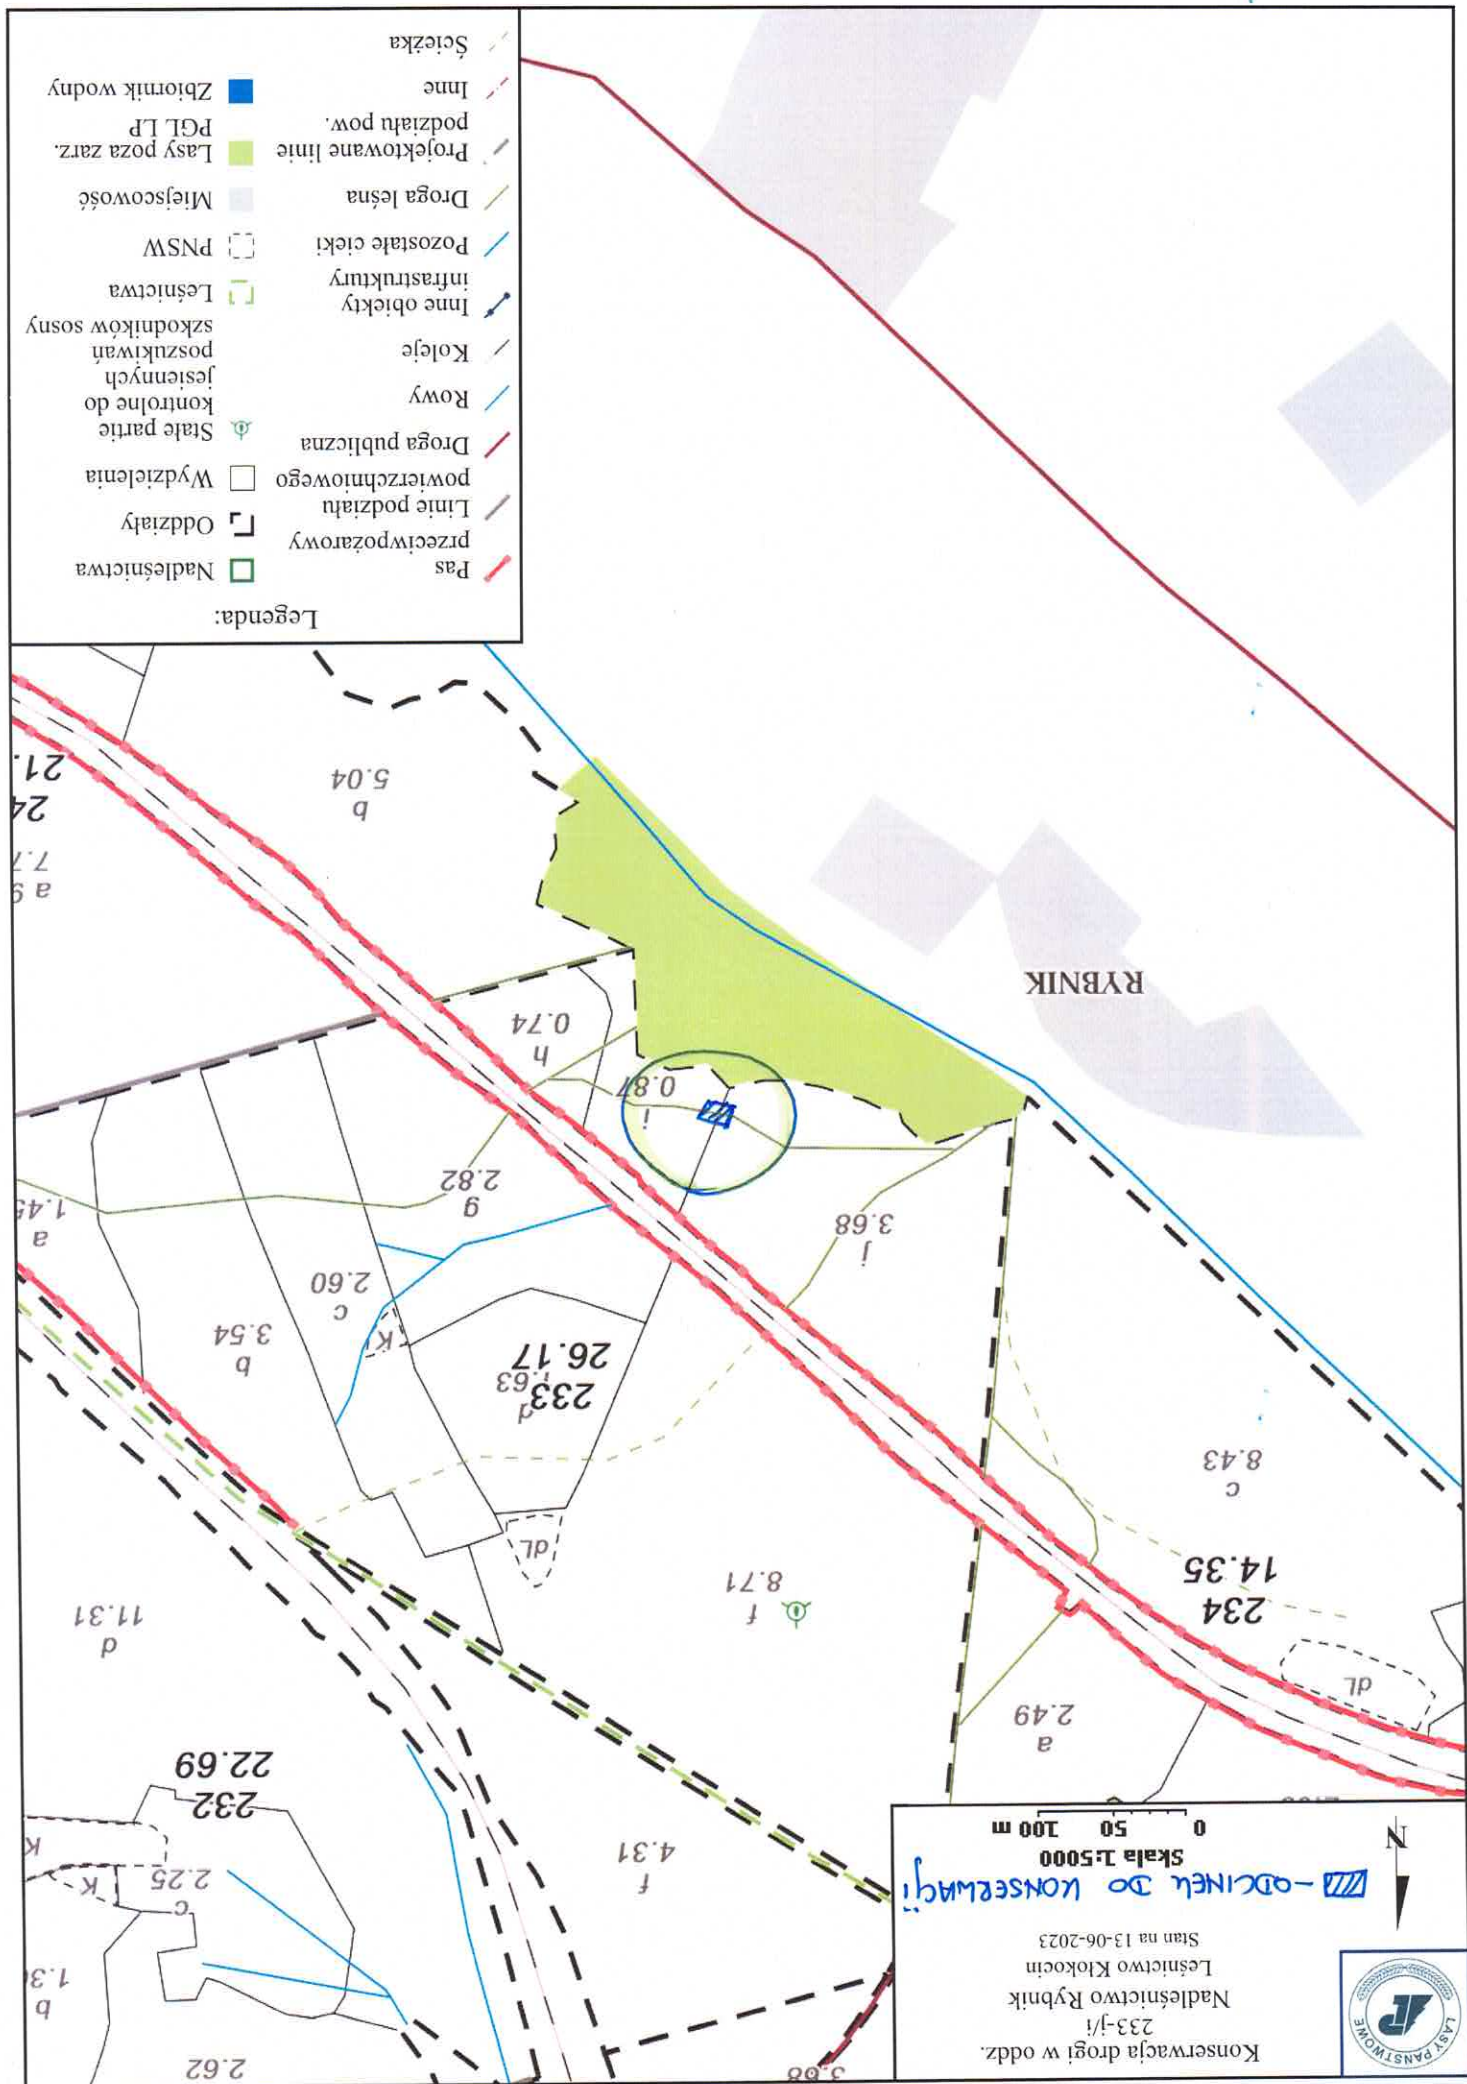 LASY PAŃSTWOWE
Konserwacja drogi w oddz.
233-j/i
Nadleśnictwo Rybnik
Leśnictwo Kłokocin
Stan na 13-06-2023
- ODCINEK DO KONSERWACJI
Skala 1:5000
0 50 100 m
N
3.68
f
4.31
2.62
b
c
2.25
K
K
232
22.69
a
2.49
dL
234
14.35
c
8.43
f
8.71
dL
d
11.31
233
26.17
d
K
c
2.60
b
3.54
a
1.45
j
3.68
g
2.82
i
0.87
h
0.74
RYBNIK
b
5.04
Legenda:
Pas
przeciwpożarowy
Linie podziału
powierzchniowego
Droga publiczna
Rowy
Koleje
Inne obiekty
infrastruktury
Pozostałe cieki
Droga leśna
Projektowane linie
podziału pow.
Inne
Ścieżka
Nadleśnictwa
Oddziały
Wydzielenia
Stałe partie
kontrolne do
jesiennych
poszukiwań
szkodników sosny
Leśnictwa
PNSW
Miejscowość
Lasy poza zarz.
PGL LP
Zbiornik wodny